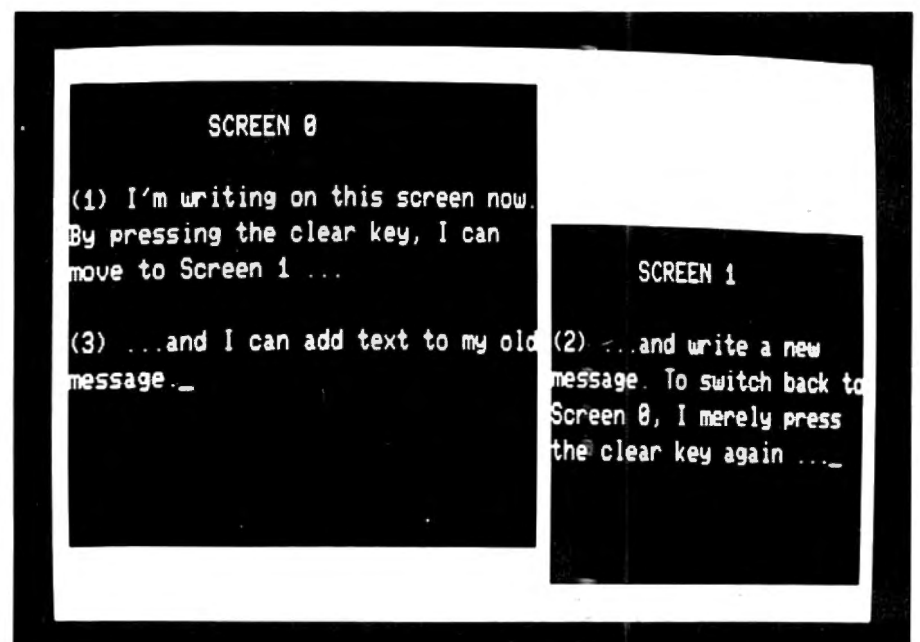 SCREEN 0
(1) I'm writing on this screen now.
By pressing the clear key, I can
move to Screen 1 ...
(3) ...and I can add text to my old
message._
SCREEN 1
(2) ...and write a new
message. To switch back to
Screen 0, I merely press
the clear key again ..._